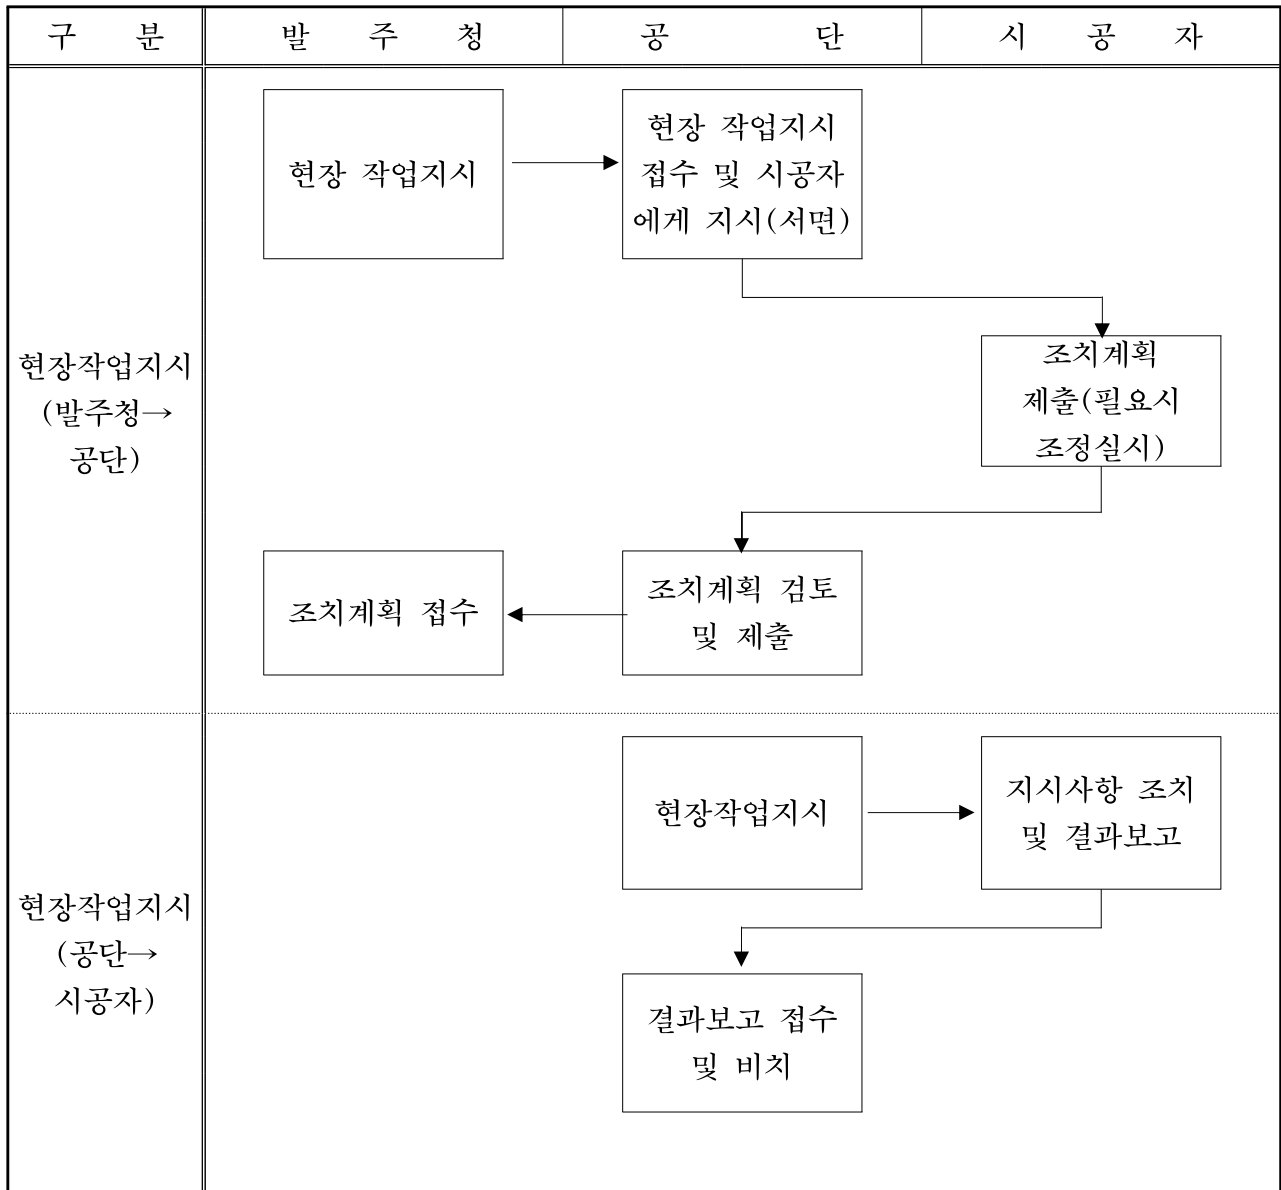 구 분 발 주 청 공 단 시 공 자
현장작업지시
(발주청→
공단)
현장 작업지시
현장 작업지시
접수 및 시공자
에게 지시(서면)
조치계획
제출(필요시
조정실시)
조치계획 검토
및 제출
조치계획 접수
현장작업지시
(공단→
시공자)
현장작업지시
지시사항 조치
및 결과보고
결과보고 접수
및 비치